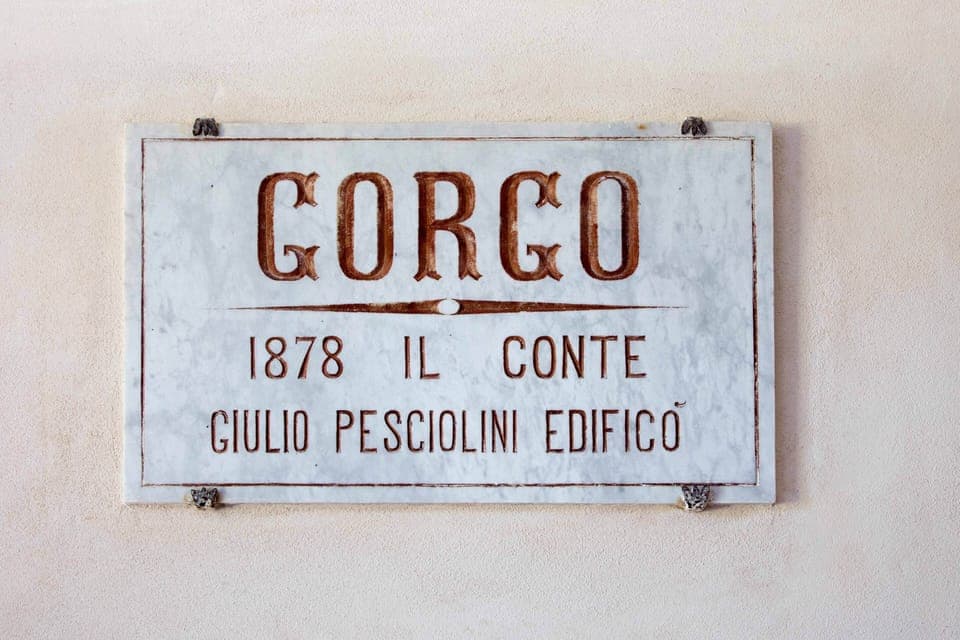 GORGO
1878 IL CONTE
GIULIO PESCIOLINI EDIFICÒ